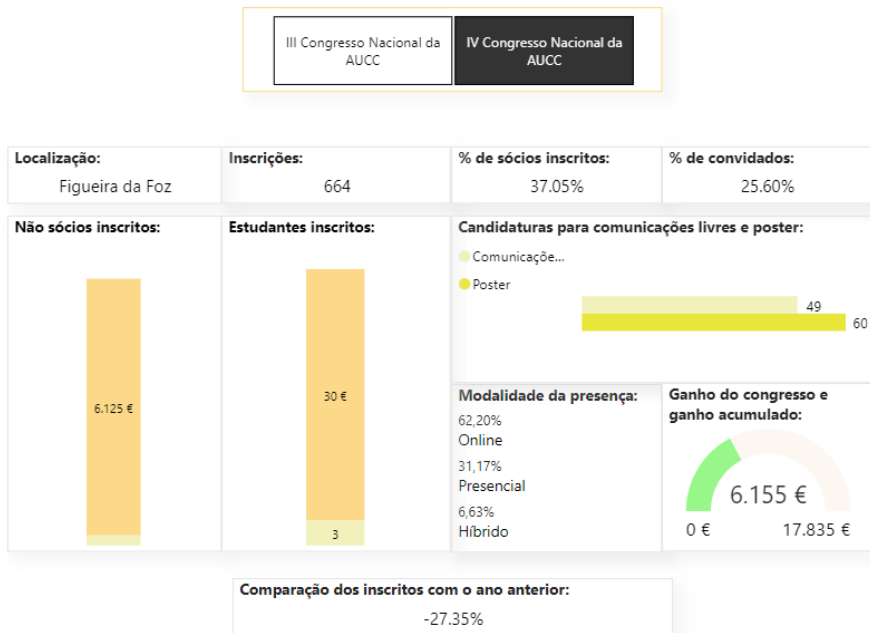 III Congresso Nacional da
AUCC
IV Congresso Nacional da
AUCC
Localização:
Figueira da Foz
Inscrições:
664
% de sócios inscritos:
37.05%
% de convidados:
25.60%
Não sócios inscritos:
6.125 €
Estudantes inscritos:
30 €
3
Candidaturas para comunicações livres e poster:
Comunicaçõe...
Poster
49
60
Modalidade da presença:
62,20%
Online
31,17%
Presencial
6,63%
Híbrido
Ganho do congresso e
ganho acumulado:
6.155 €
0 €
17.835 €
Comparação dos inscritos com o ano anterior:
-27.35%